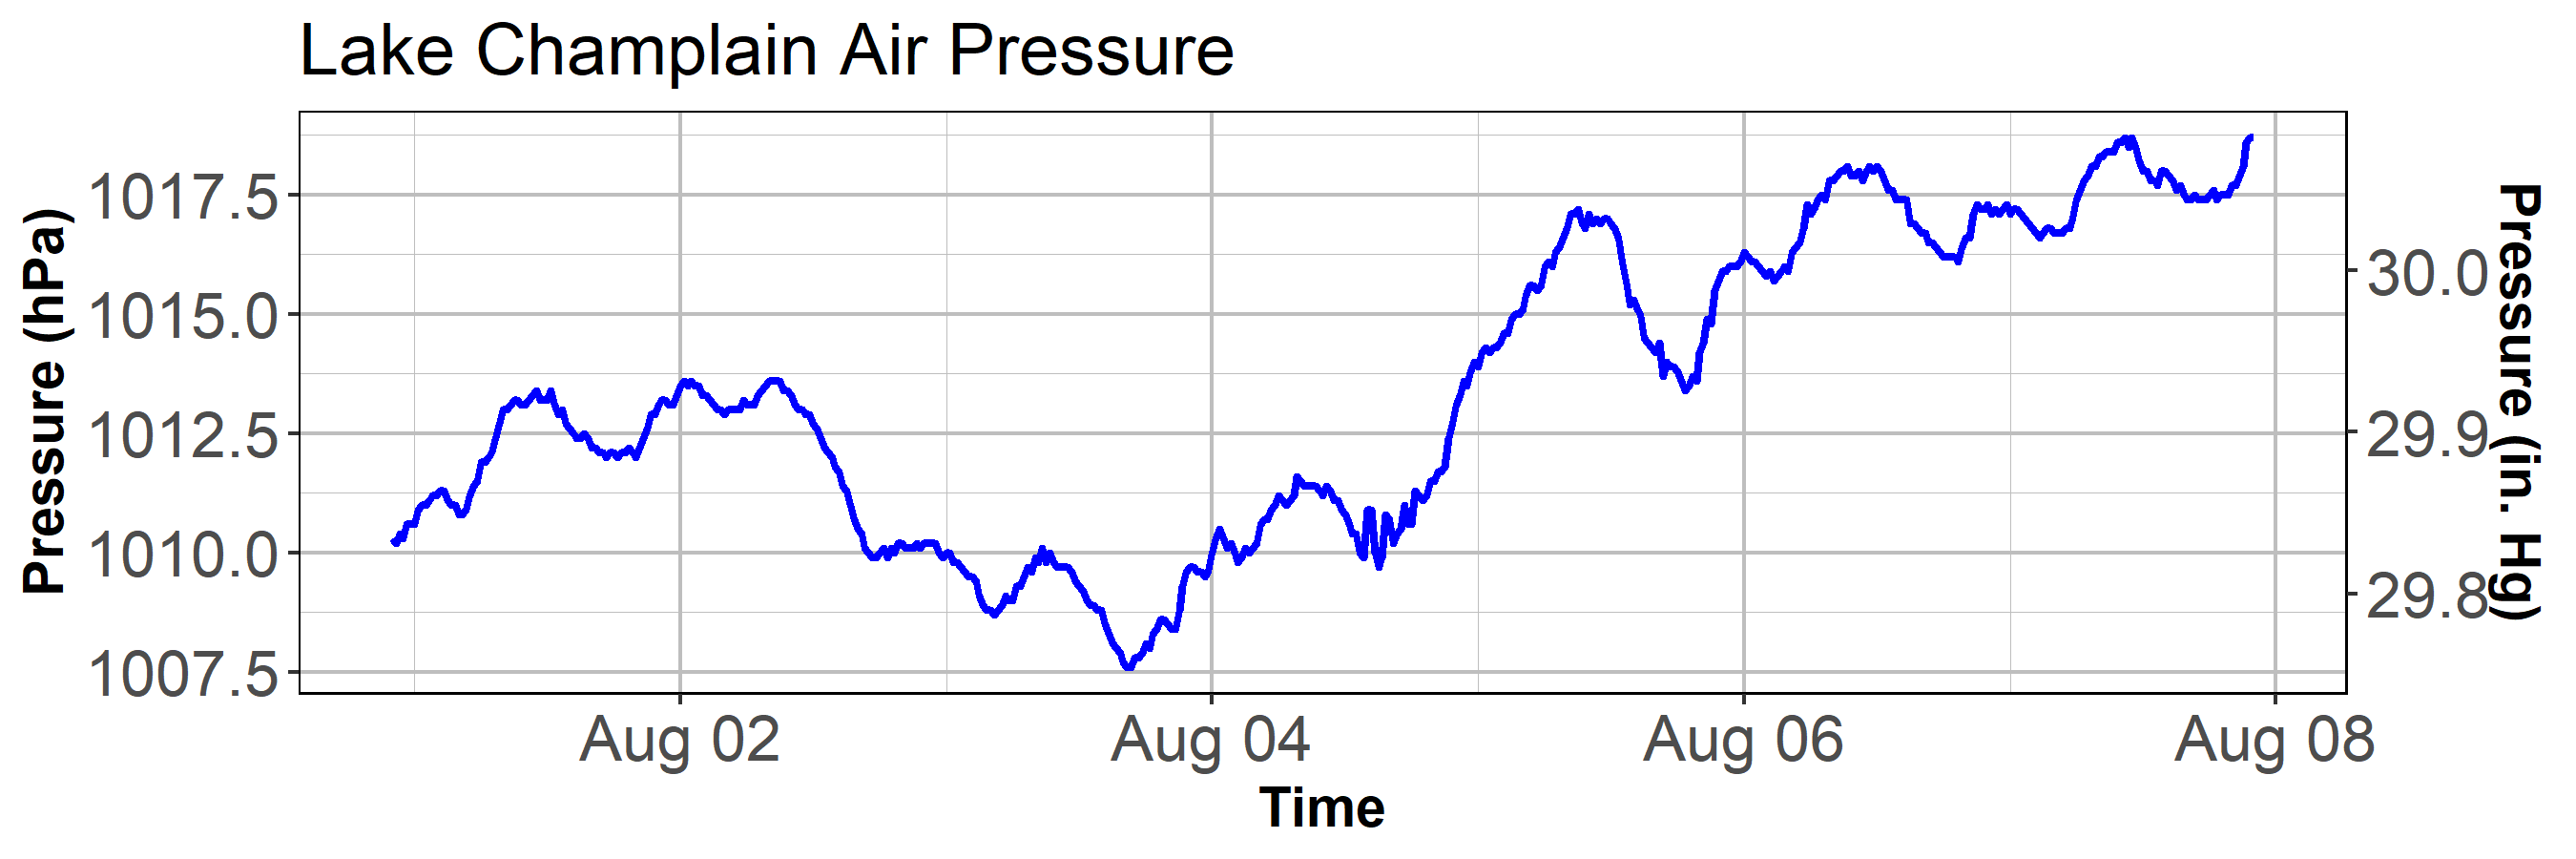 Lake Champlain Air Pressure
Pressure (hPa)
1017.5
1015.0
1012.5
1010.0
1007.5
30.0
29.9
29.8
Pressure (in. Hg)
Aug 02
Aug 04
Aug 06
Aug 08
Time